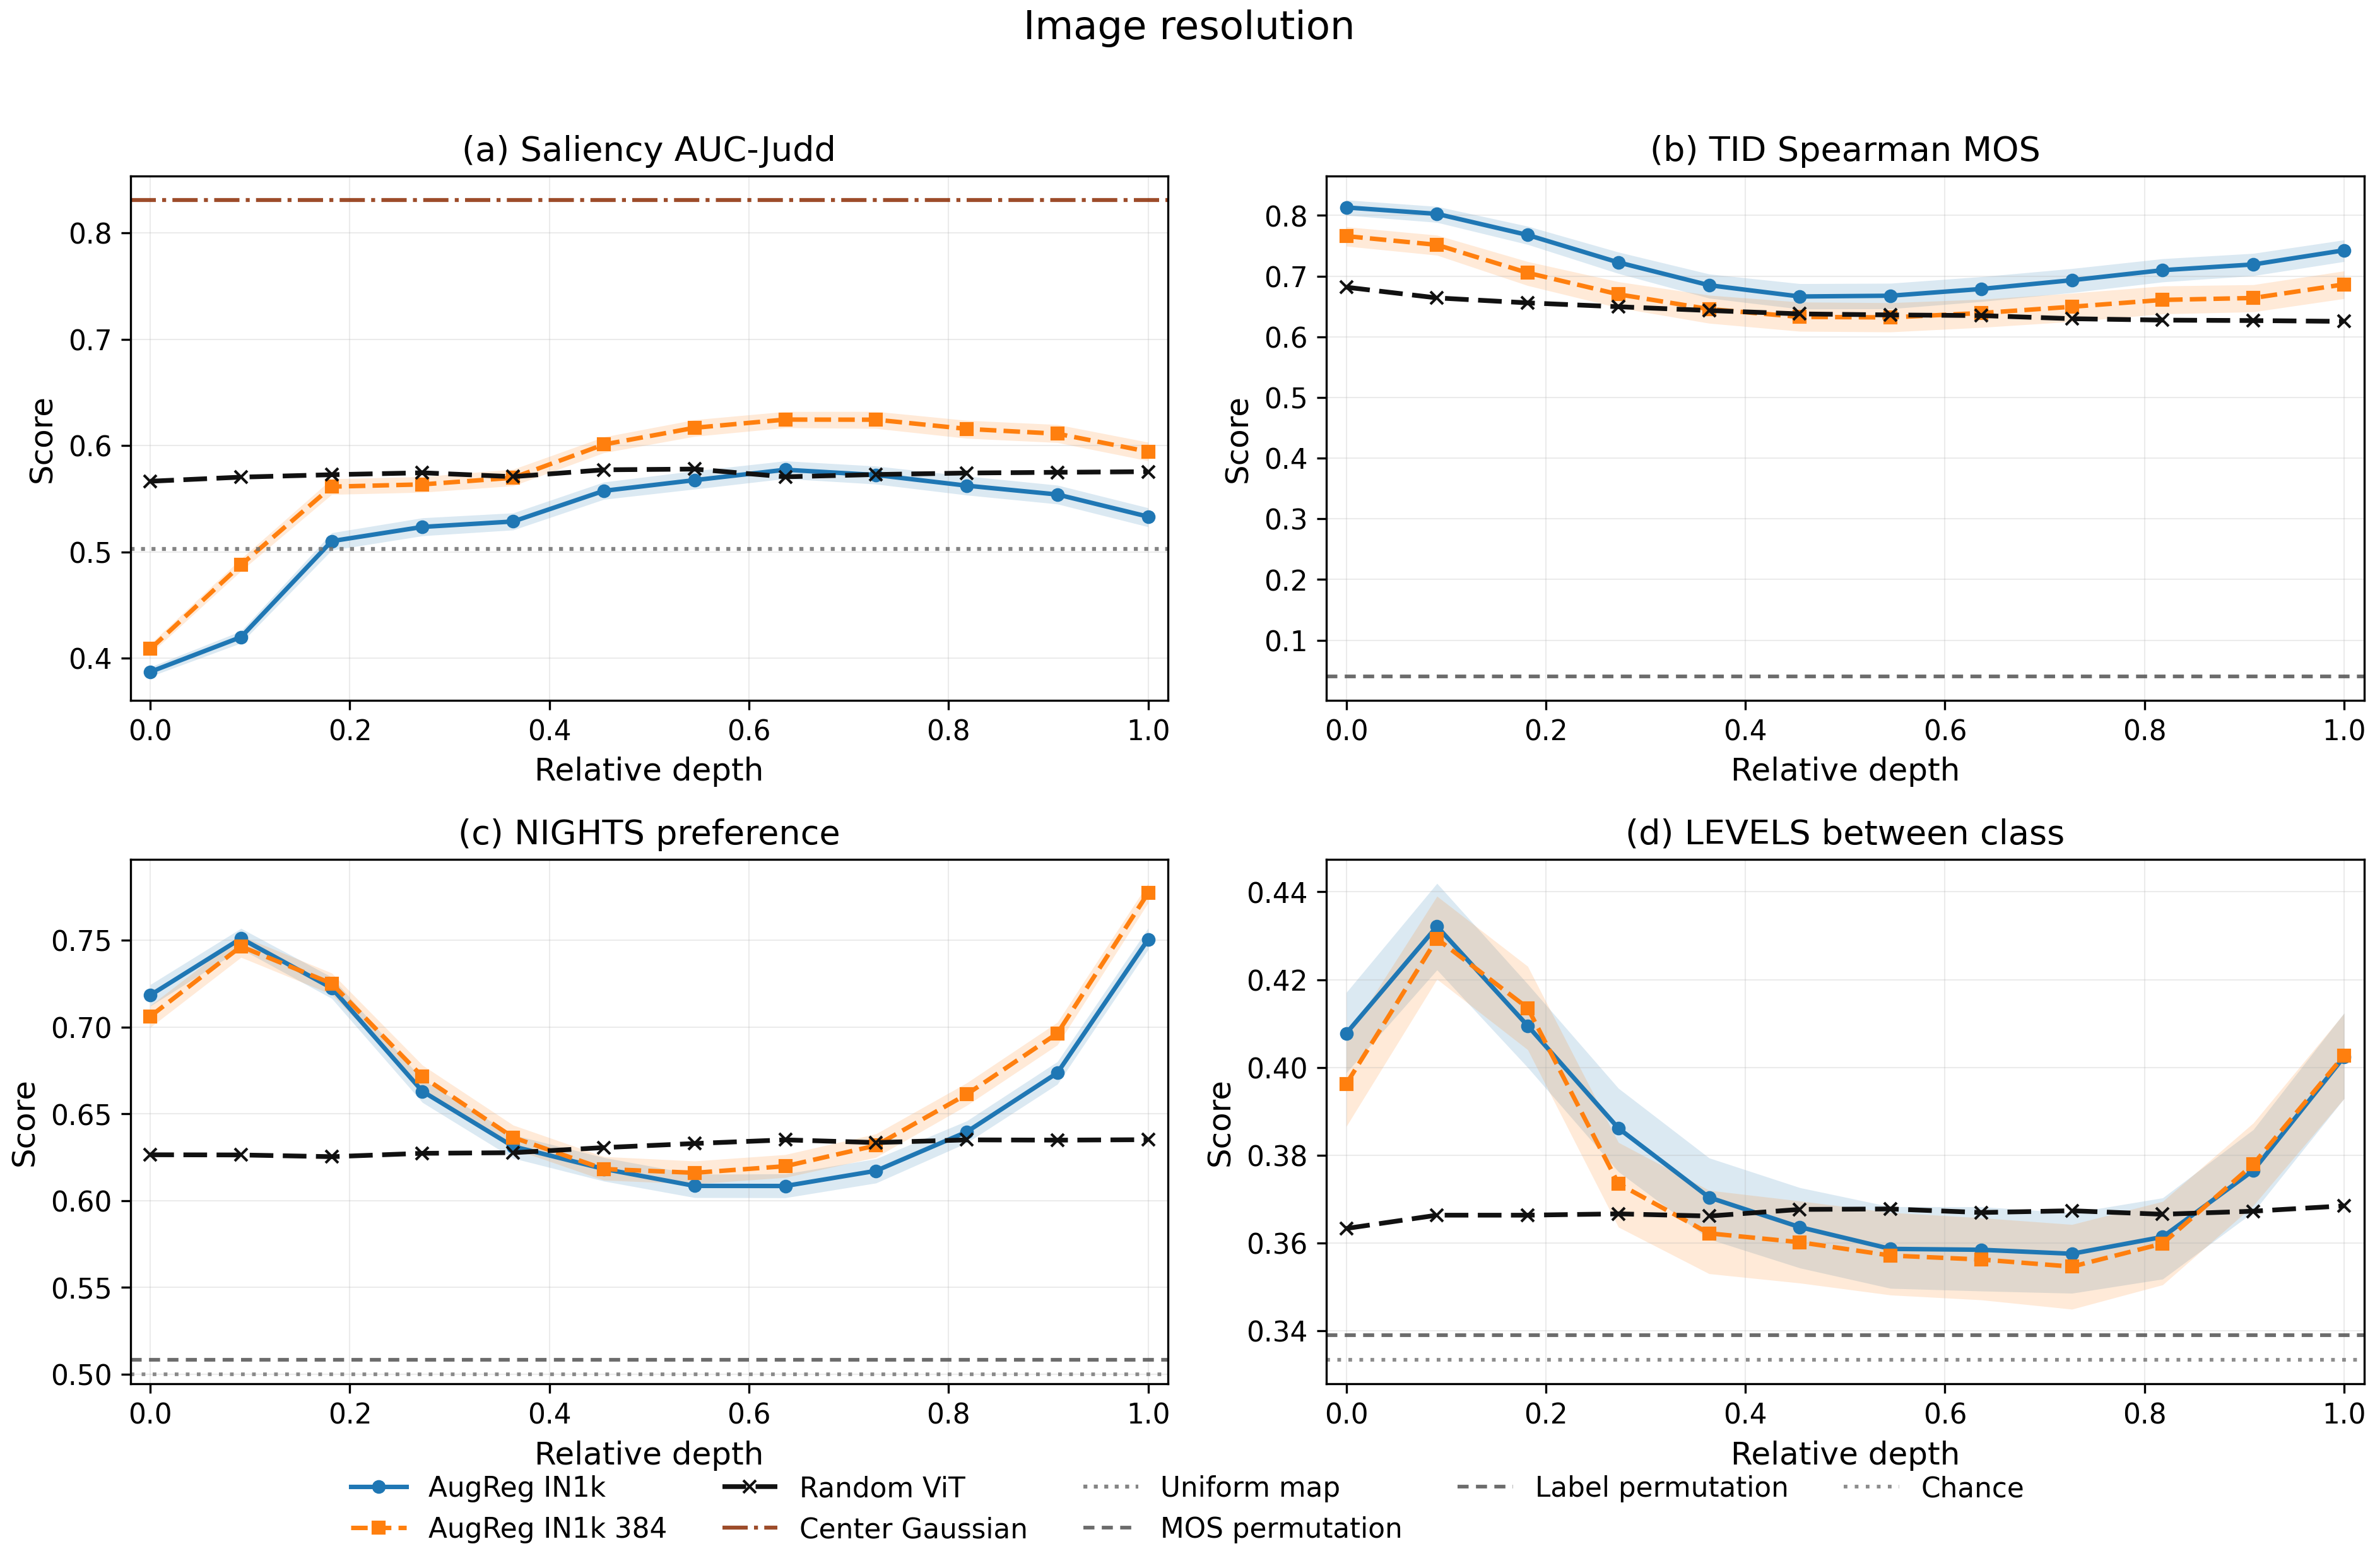 Image resolution
(a) Saliency AUC-Judd
Score
0.8
0.7
0.6
0.5
0.4
0.0 0.2 0.4 0.6 0.8 1.0
Relative depth
(b) TID Spearman MOS
Score
0.8
0.7
0.6
0.5
0.4
0.3
0.2
0.1
0.0 0.2 0.4 0.6 0.8 1.0
Relative depth
(c) NIGHTS preference
Score
0.75
0.70
0.65
0.60
0.55
0.50
0.0 0.2 0.4 0.6 0.8 1.0
Relative depth
(d) LEVELS between class
Score
0.44
0.42
0.40
0.38
0.36
0.34
0.0 0.2 0.4 0.6 0.8 1.0
Relative depth
AugReg IN1k Random ViT Uniform map Label permutation Chance
AugReg IN1k 384 Center Gaussian MOS permutation